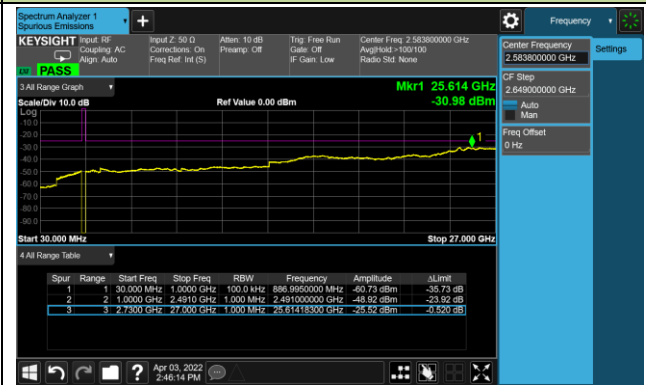 Spectrum Analyzer 1
Spurious Emissions
Frequency
KEYSIGHT
Input: RF
Coupling: AC
Align: Auto
Input Z: 50 Ω
Corrections: On
Freq Ref: Int (S)
Atten: 10 dB
Preamp: Off
Trig: Free Run
Gate: Off
IF Gain: Low
Center Freq: 2.583800000 GHz
Avg|Hold:>100/100
Radio Std: None
PASS
Center Frequency
2.583800000 GHz
Settings
CF Step
2.649000000 GHz
Auto
Man
Freq Offset
0 Hz
3 All Range Graph
Mkr1 25.614 GHz
Scale/Div 10.0 dB
Ref Value 0.00 dBm
-30.98 dBm
Log
-10.0
-20.0
-30.0
-40.0
-50.0
-60.0
-70.0
-80.0
-90.0
1
Start 30.000 MHz
Stop 27.000 GHz
4 All Range Table
Spur Range Start Freq Stop Freq RBW Frequency Amplitude ΔLimit
1 1 30.000 MHz 1.0000 GHz 100.0 kHz 886.9950000 MHz -60.73 dBm -35.73 dB
2 2 1.0000 GHz 2.4910 GHz 1.000 MHz 2.491000000 GHz -48.92 dBm -23.92 dB
3 3 2.7300 GHz 27.000 GHz 1.000 MHz 25.61418300 GHz -25.52 dBm -0.520 dB
?
Apr 03, 2022
2:46:14 PM